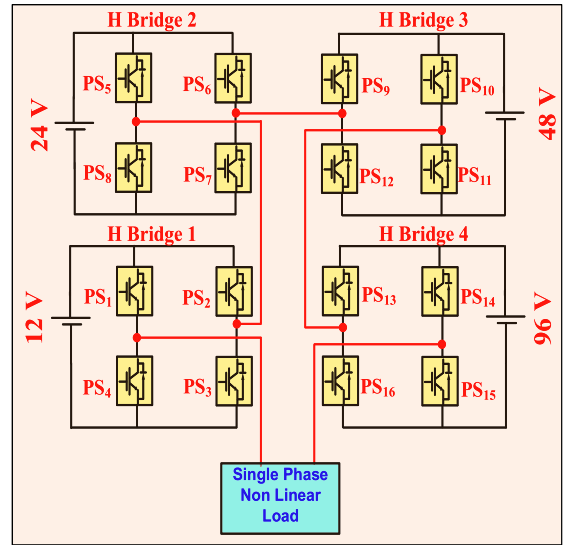 H Bridge 2
H Bridge 3
PS5
PS6
PS9
PS10
24 V
48 V
PS8
PS7
PS12
PS11
H Bridge 1
H Bridge 4
PS1
PS2
PS13
PS14
12 V
96 V
PS4
PS3
PS16
PS15
Single Phase
Non Linear
Load